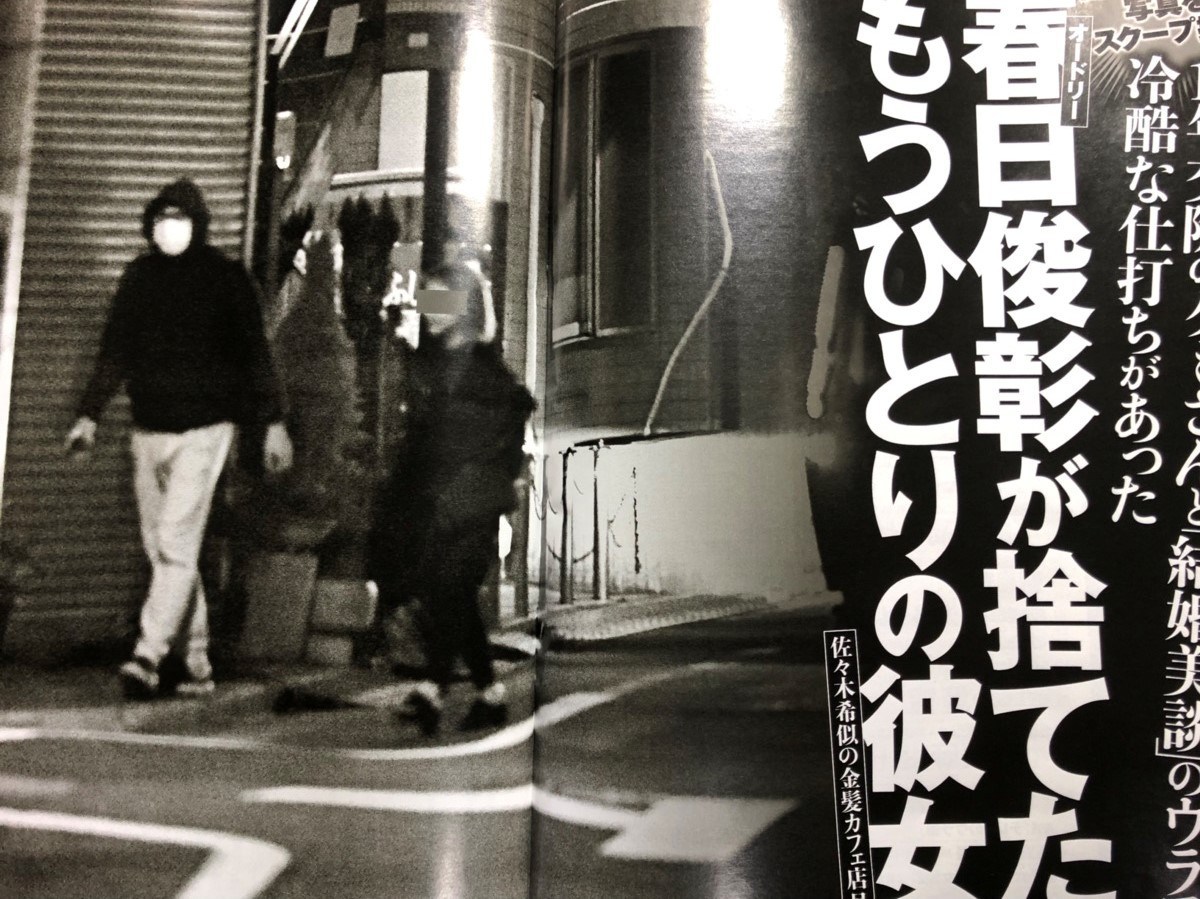 スクープ
さんと「結婚美談」のウラ
冷酷な仕打ちがあった
オードリー
春日俊彰が捨てた
もうひとりの彼女
佐々木希似の金髪カフェ店